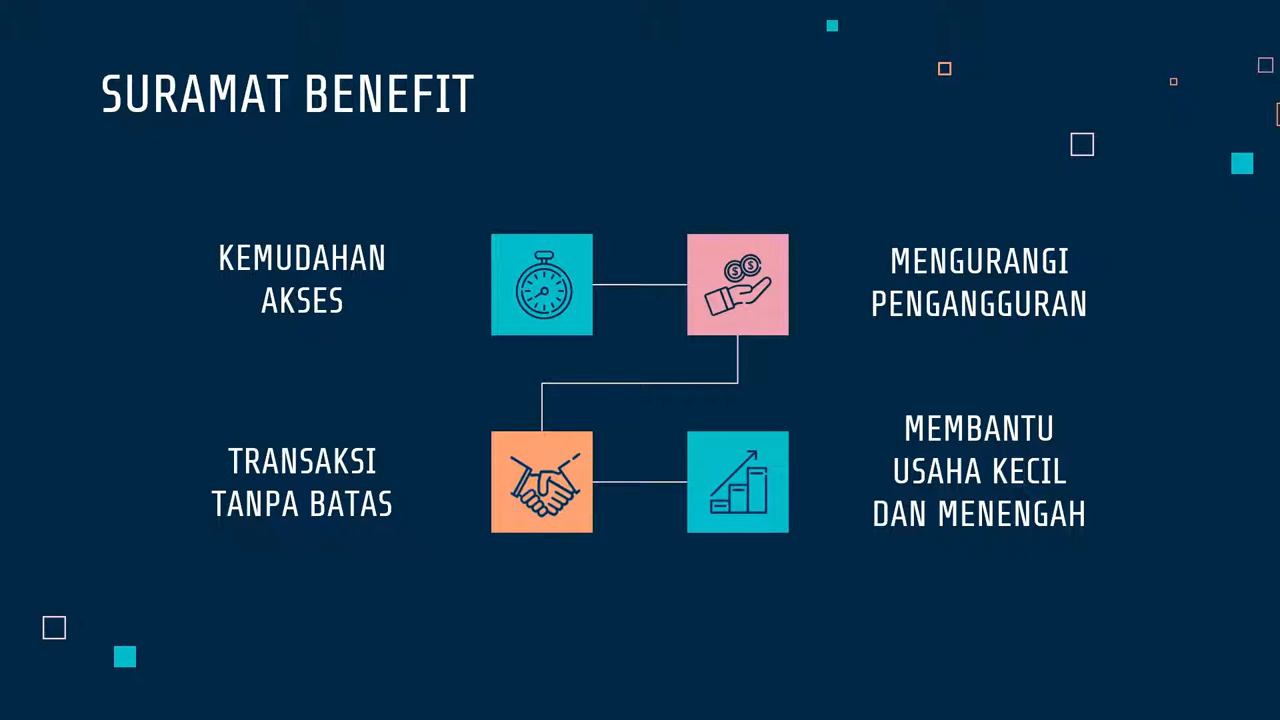 SURAMAT BENEFIT
KEMUDAHAN
AKSES
MENGURANGI
PENGANGGURAN
TRANSAKSI
TANPA BATAS
MEMBANTU
USAHA KECIL
DAN MENENGAH